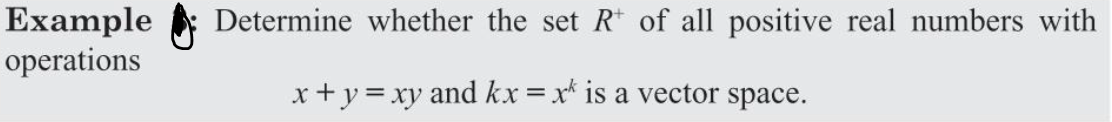 Example : Determine whether the set R⁺ of all positive real numbers with
operations
x + y = xy and kx = xᵏ is a vector space.